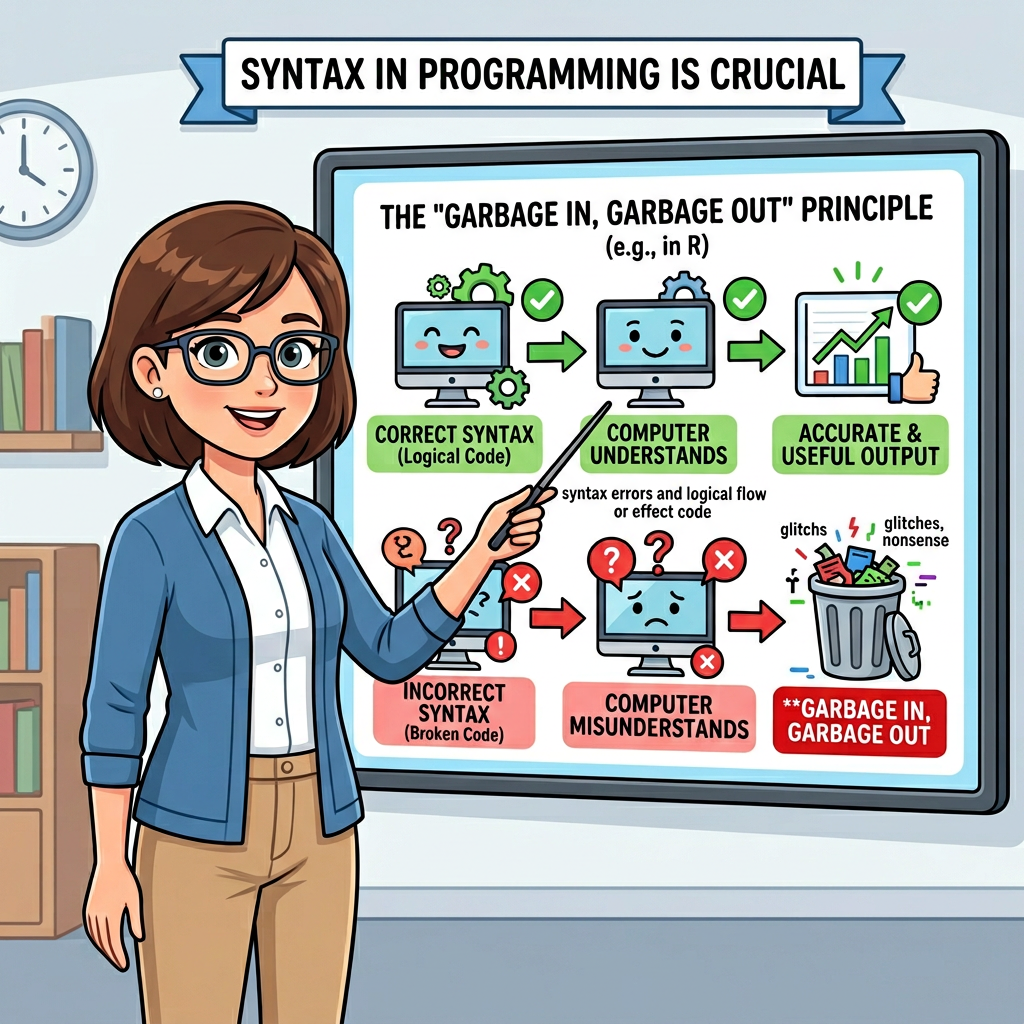 SYNTAX IN PROGRAMMING IS CRUCIAL
THE "GARBAGE IN, GARBAGE OUT" PRINCIPLE
(e.g., in R)
CORRECT SYNTAX
(Logical Code)
COMPUTER
UNDERSTANDS
ACCURATE &
USEFUL OUTPUT
syntax errors and logical flow
or effect code
glitchs
glitches,
nonsense
INCORRECT
SYNTAX
(Broken Code)
COMPUTER
MISUNDERSTANDS
**GARBAGE IN,
GARBAGE OUT